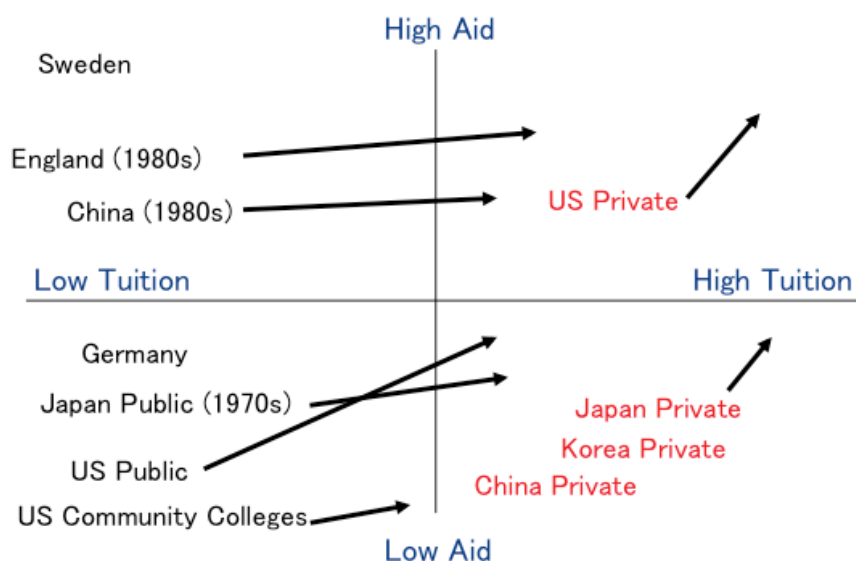 High Aid
Sweden
England (1980s)
China (1980s)
US Private
Low Tuition
High Tuition
Germany
Japan Public (1970s)
Japan Private
Korea Private
US Public
China Private
US Community Colleges
Low Aid